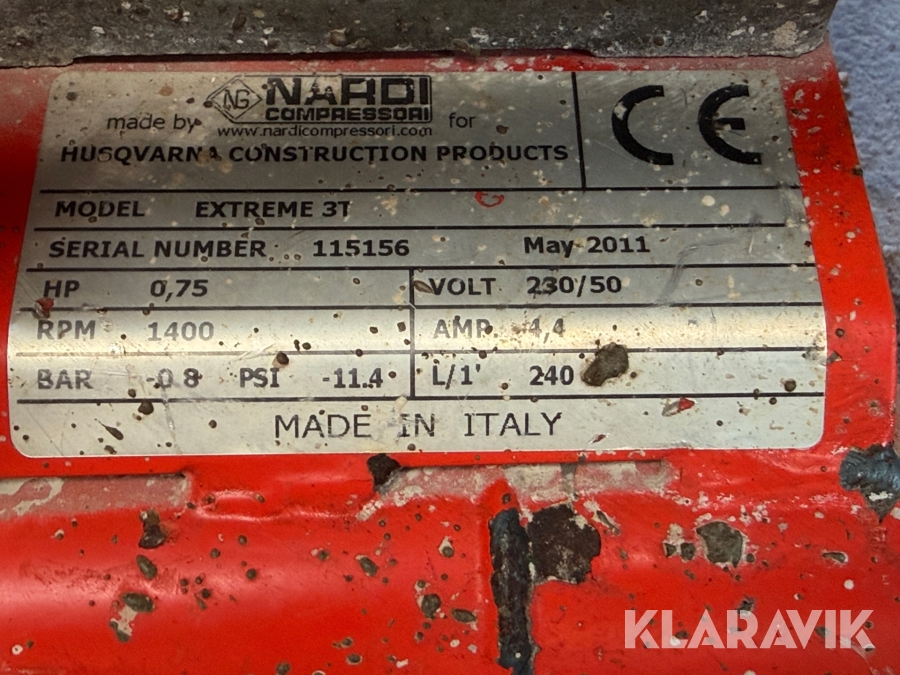 NG NARDI
COMPRESSORI
made by for
www.nardicompressori.com
HUSQVARNA CONSTRUCTION PRODUCTS
CE
MODEL EXTREME 3T
SERIAL NUMBER 115156 May 2011
HP 0,75 VOLT 230/50
RPM 1400 AMP 4,4
BAR -0.8 PSI -11.4 L/1' 240
MADE IN ITALY
KLARAVIK